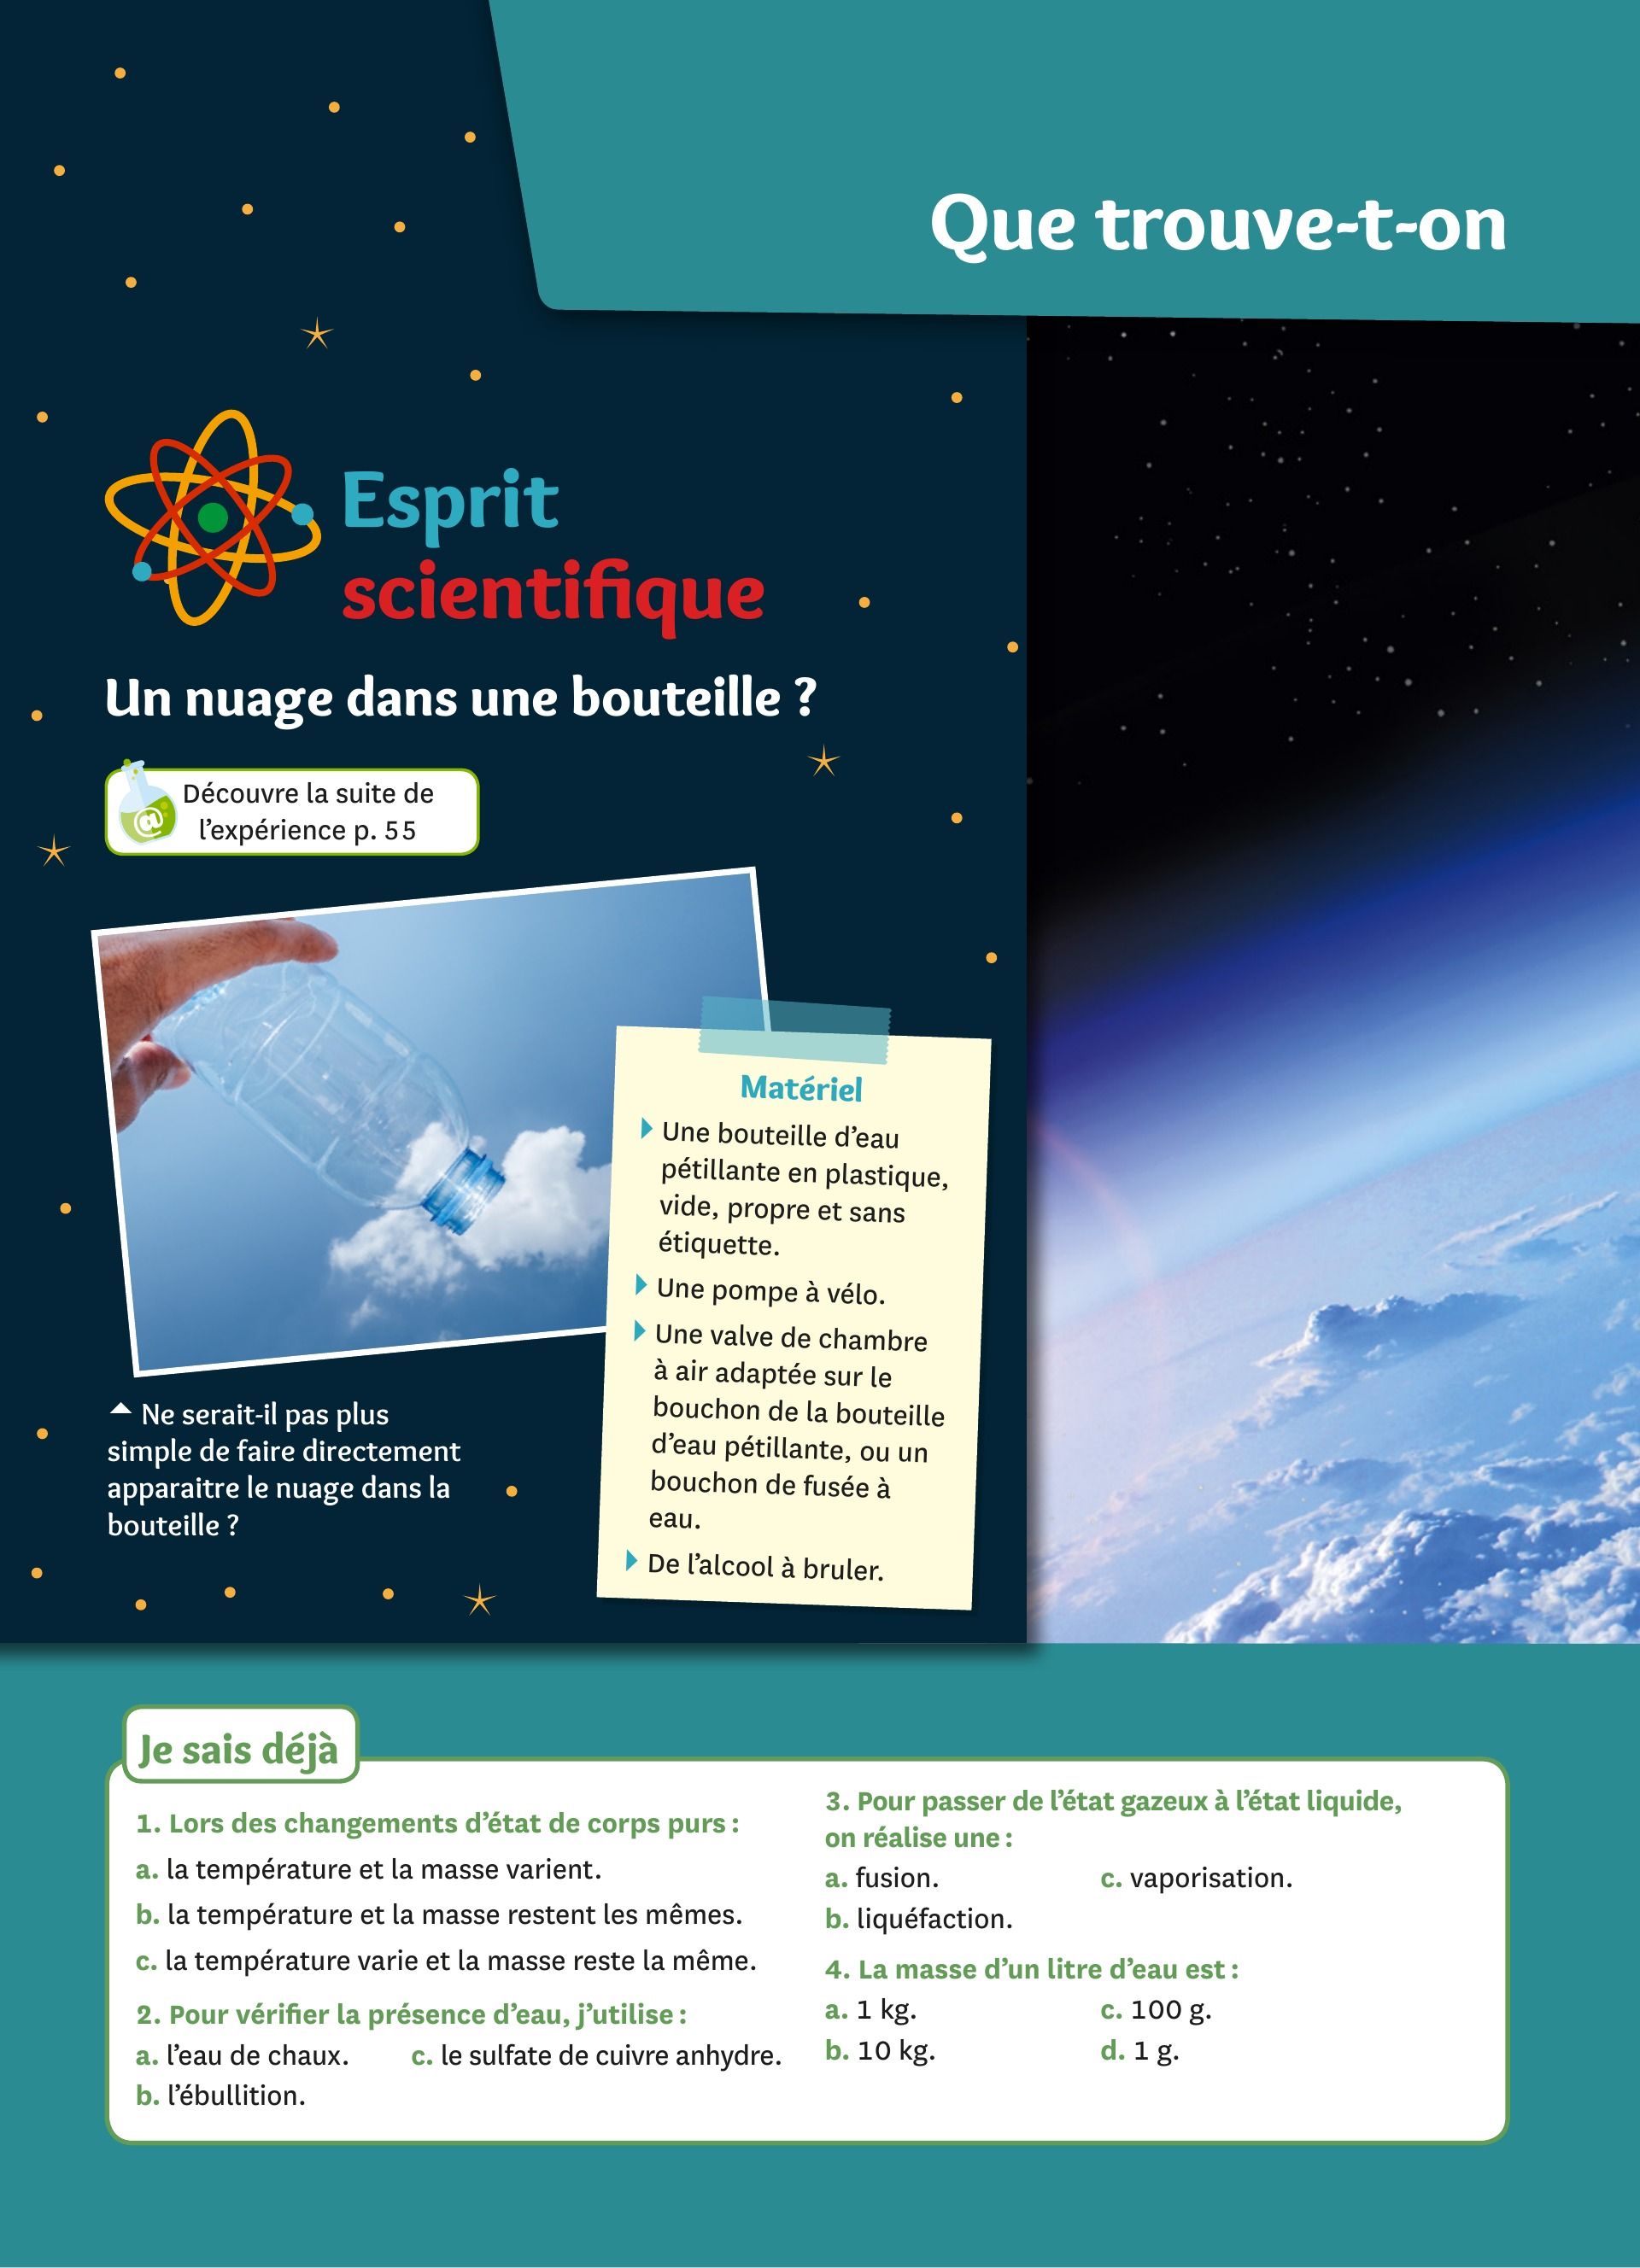 Que trouve-t-on
Esprit
scientifique
Un nuage dans une bouteille ?
Découvre la suite de
l'expérience p. 55
Matériel
Une bouteille d'eau
pétillante en plastique,
vide, propre et sans
étiquette.
Une pompe à vélo.
Une valve de chambre
à air adaptée sur le
bouchon de la bouteille
d'eau pétillante, ou un
bouchon de fusée à
eau.
De l'alcool à bruler.
Ne serait-il pas plus
simple de faire directement
apparaitre le nuage dans la
bouteille ?
Je sais déjà
1. Lors des changements d'état de corps purs :
a. la température et la masse varient.
b. la température et la masse restent les mêmes.
c. la température varie et la masse reste la même.
2. Pour vérifier la présence d'eau, j'utilise :
a. l'eau de chaux. c. le sulfate de cuivre anhydre.
b. l'ébullition.
3. Pour passer de l'état gazeux à l'état liquide,
on réalise une :
a. fusion. c. vaporisation.
b. liquéfaction.
4. La masse d'un litre d'eau est :
a. 1 kg. c. 100 g.
b. 10 kg. d. 1 g.